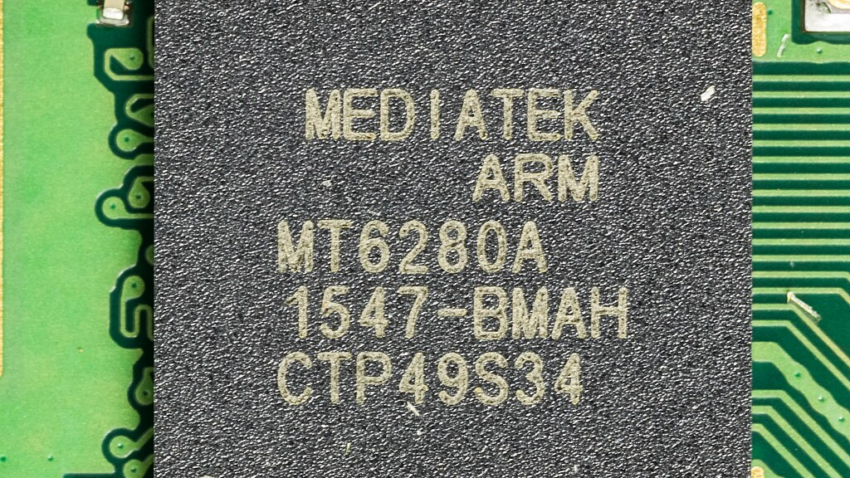 MEDIATEK
ARM
MT6280A
1547-BMAH
CTP49S34